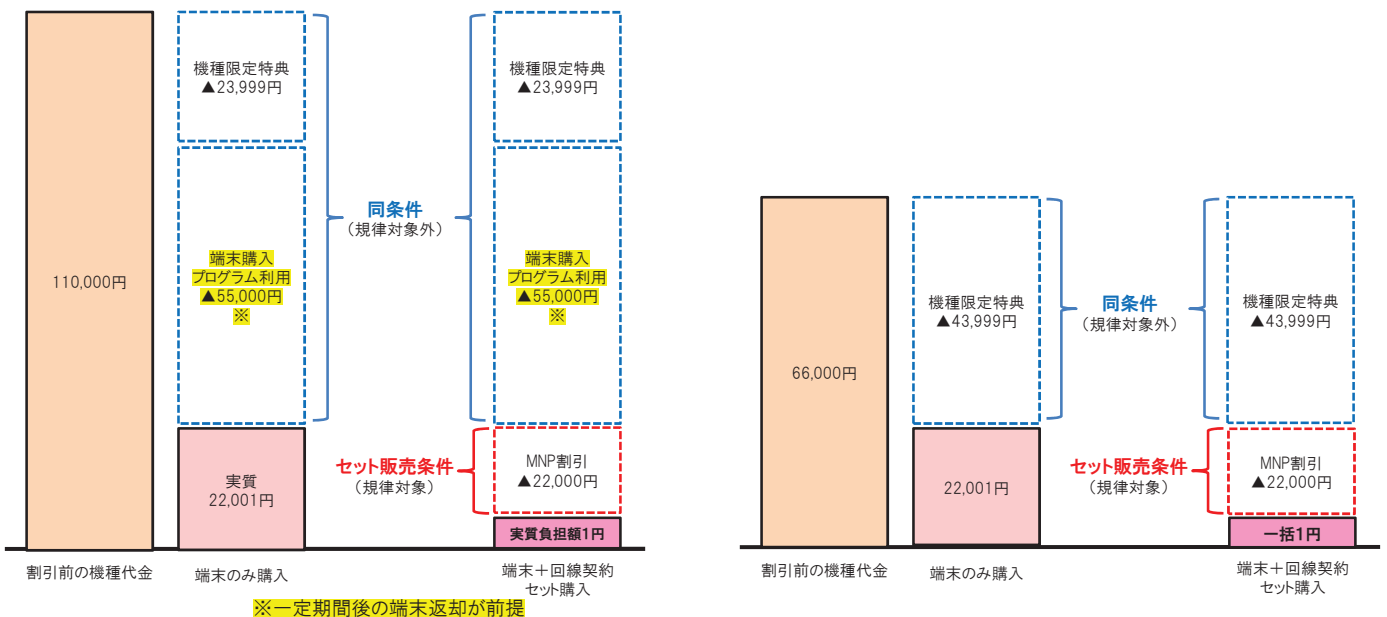 110,000円
割引前の機種代金
機種限定特典
▲23,999円
端末購入
プログラム利用
▲55,000円
※
実質
22,001円
端末のみ購入
同条件
（規律対象外）
セット販売条件
（規律対象）
機種限定特典
▲23,999円
端末購入
プログラム利用
▲55,000円
※
MNP割引
▲22,000円
実質負担額1円
端末＋回線契約
セット購入
※一定期間後の端末返却が前提
66,000円
割引前の機種代金
機種限定特典
▲43,999円
22,001円
端末のみ購入
同条件
（規律対象外）
セット販売条件
（規律対象）
機種限定特典
▲43,999円
MNP割引
▲22,000円
一括1円
端末＋回線契約
セット購入